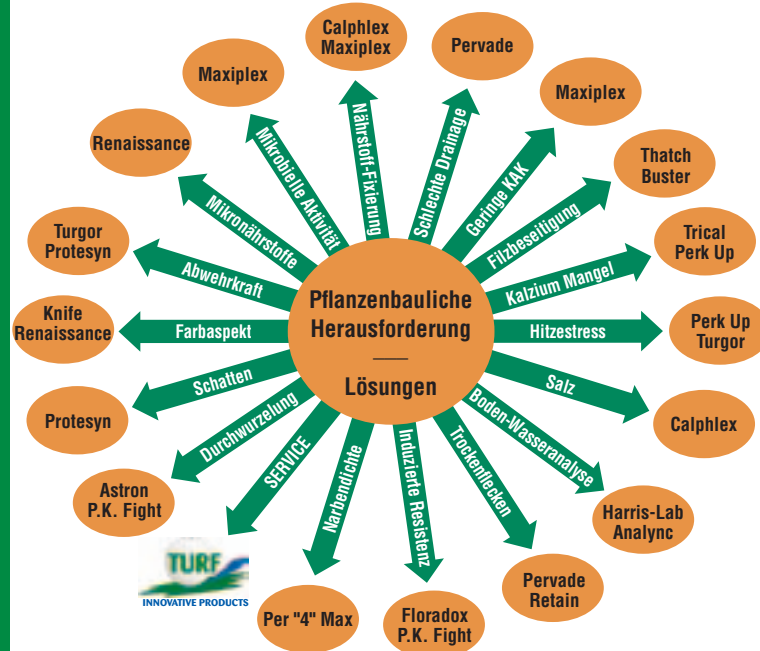 Pflanzenbauliche
Herausforderung
Lösungen
Nährstoff-Fixierung
Calphlex
Maxiplex
Schlechte Drainage
Pervade
Geringe KAK
Maxiplex
Filzbeseitigung
Thatch
Buster
Kalzium Mangel
Trical
Perk Up
Hitzestress
Perk Up
Turgor
Salz
Calphlex
Boden-Wasseranalyse
Harris-Lab
Analync
Trockenflecken
Pervade
Retain
Induzierte Resistenz
Floradox
P.K. Fight
Narbendichte
Per "4" Max
SERVICE
TURF
INNOVATIVE PRODUCTS
Durchwurzelung
Astron
P.K. Fight
Schatten
Protesyn
Farbaspekt
Knife
Renaissance
Abwehrkraft
Turgor
Protesyn
Mikronährstoffe
Renaissance
Mikrobielle Aktivität
Maxiplex